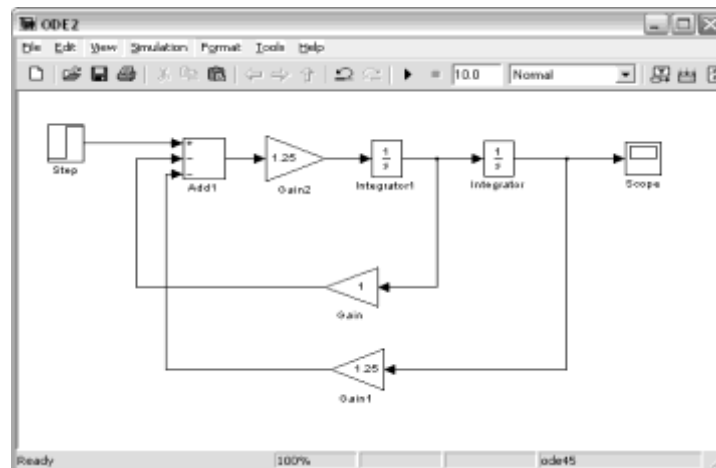 ODE2
File Edit View Simulation Format Tools Help
10.0 Normal
Step
+
−
−
Add1
1.25
Gain2
1
s
Integrator1
1
s
Integrator
Scope
1
Gain
1.25
Gain1
Ready 100% ode45